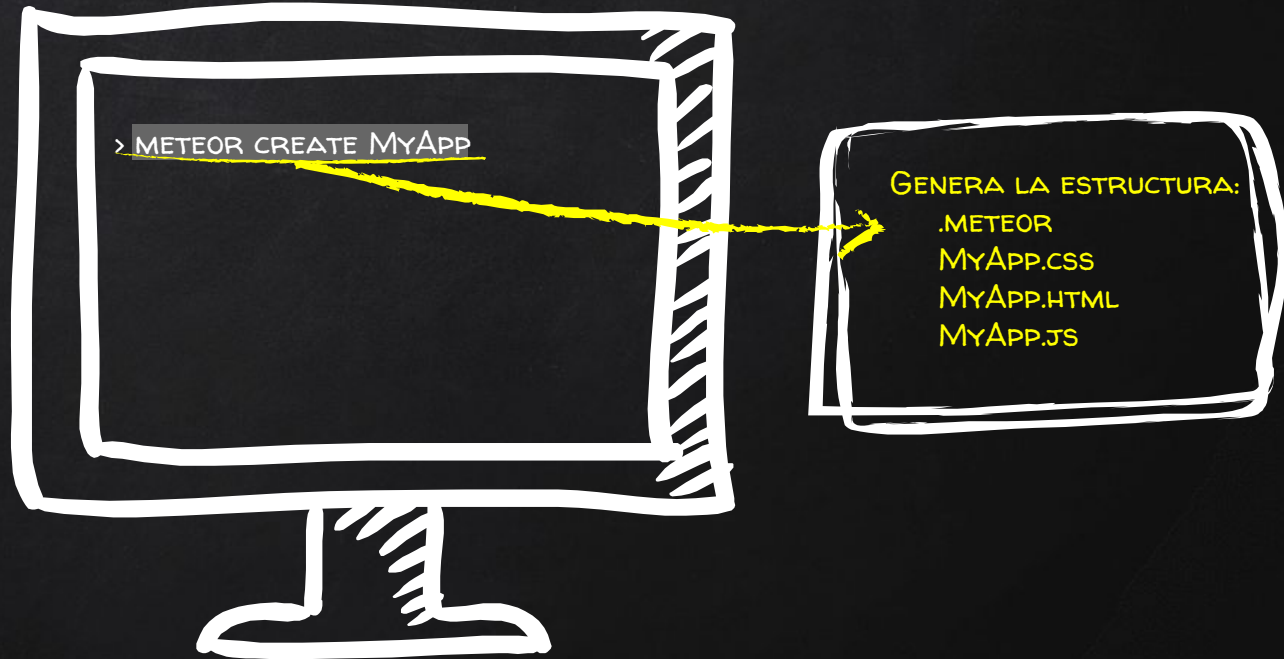 > meteor create MyApp
Genera la estructura:
.meteor
MyApp.css
MyApp.html
MyApp.js